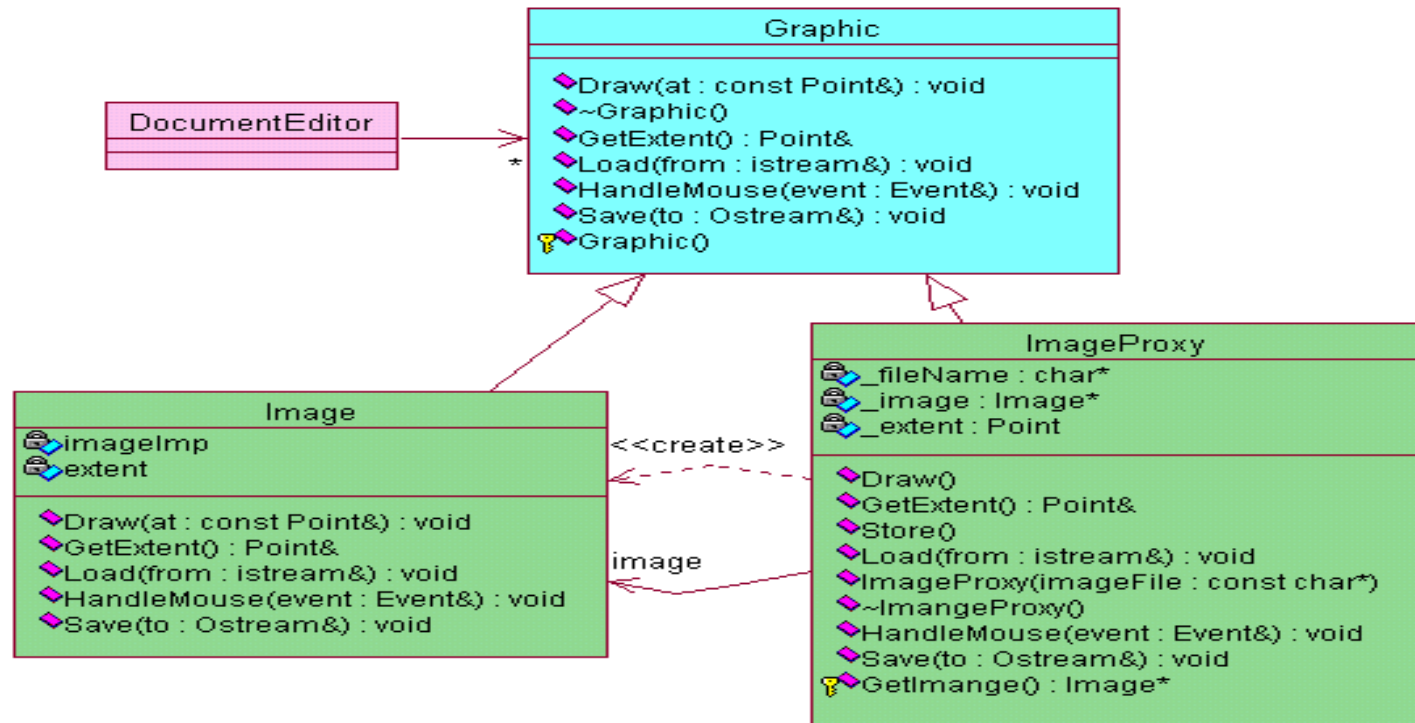 Graphic
Draw(at : const Point&) : void
~Graphic()
GetExtent() : Point&
Load(from : istream&) : void
HandleMouse(event : Event&) : void
Save(to : Ostream&) : void
Graphic()
DocumentEditor
*
Image
imageImp
extent
Draw(at : const Point&) : void
GetExtent() : Point&
Load(from : istream&) : void
HandleMouse(event : Event&) : void
Save(to : Ostream&) : void
<<create>>
image
ImageProxy
_fileName : char*
_image : Image*
_extent : Point
Draw()
GetExtent() : Point&
Store()
Load(from : istream&) : void
ImageProxy(imageFile : const char*)
~ImangeProxy()
HandleMouse(event : Event&) : void
Save(to : Ostream&) : void
GetImange() : Image*